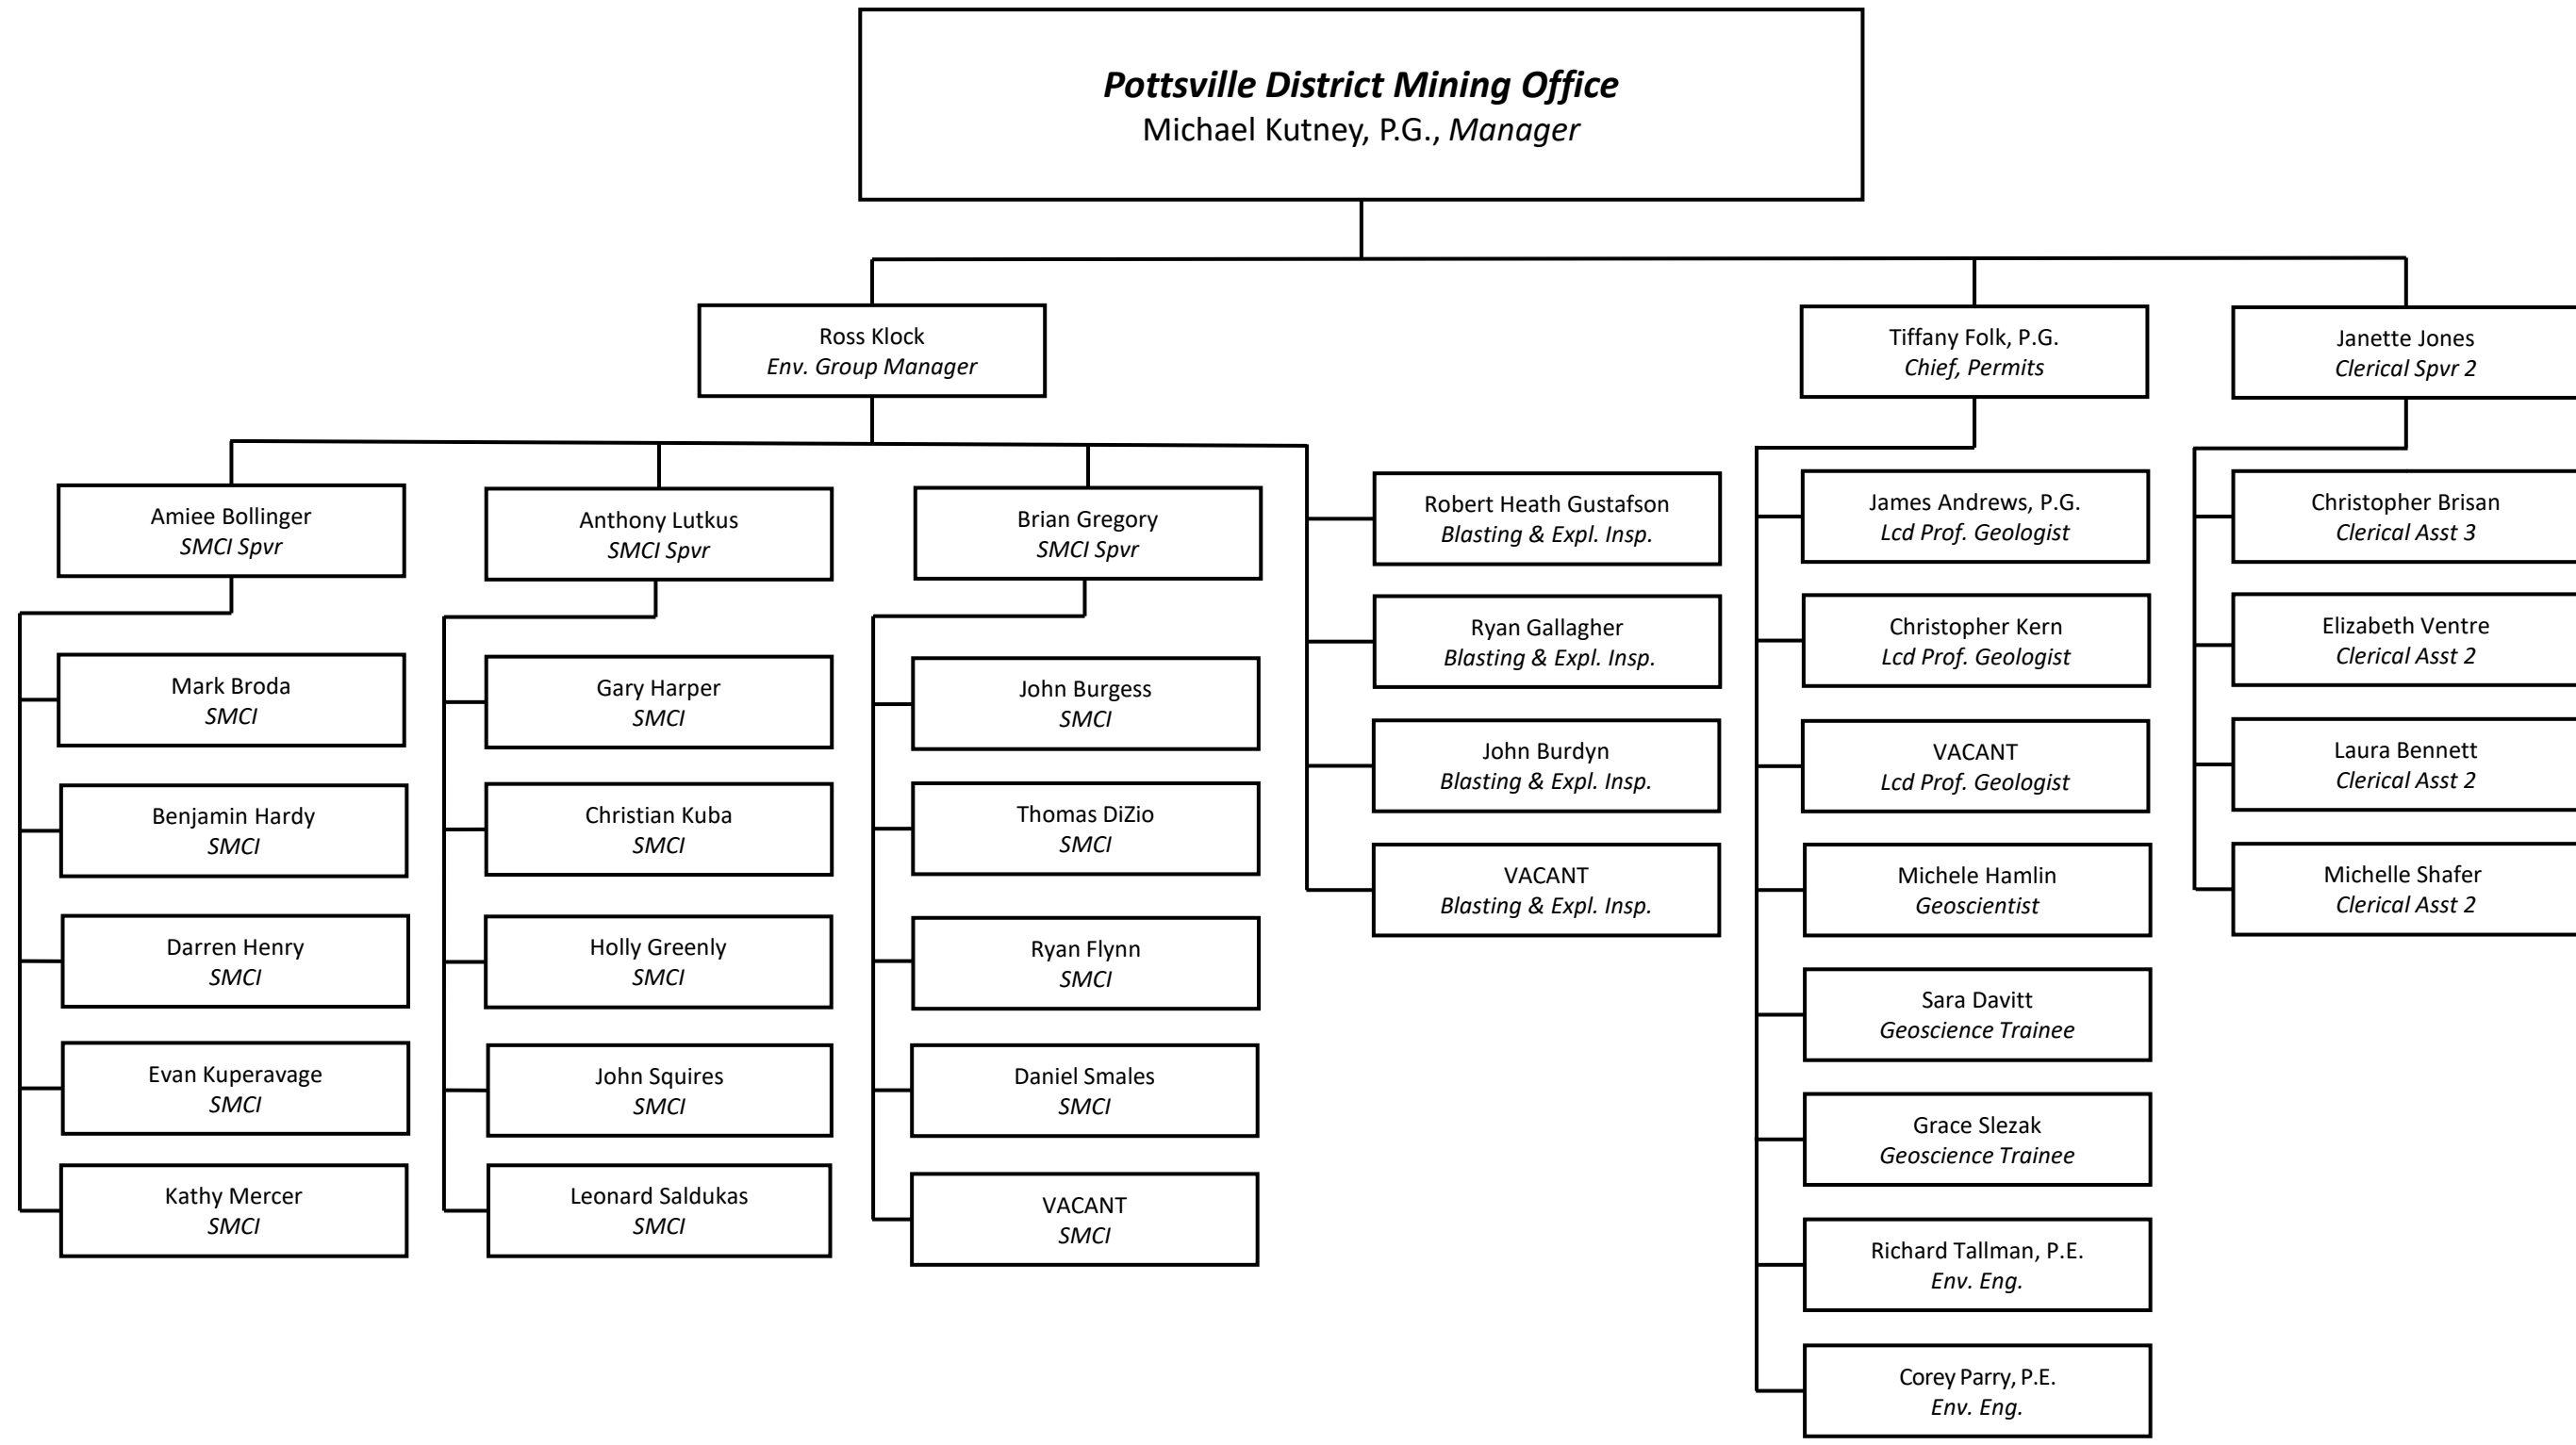 Pottsville District Mining Office
Michael Kutney, P.G., Manager
Ross Klock
Env. Group Manager
Tiffany Folk, P.G.
Chief, Permits
Janette Jones
Clerical Spvr 2
Amiee Bollinger
SMCI Spvr
Mark Broda
SMCI
Benjamin Hardy
SMCI
Darren Henry
SMCI
Evan Kuperavage
SMCI
Kathy Mercer
SMCI
Anthony Lutkus
SMCI Spvr
Gary Harper
SMCI
Christian Kuba
SMCI
Holly Greenly
SMCI
John Squires
SMCI
Leonard Saldukas
SMCI
Brian Gregory
SMCI Spvr
John Burgess
SMCI
Thomas DiZio
SMCI
Ryan Flynn
SMCI
Daniel Smales
SMCI
VACANT
SMCI
Robert Heath Gustafson
Blasting & Expl. Insp.
Ryan Gallagher
Blasting & Expl. Insp.
John Burdyn
Blasting & Expl. Insp.
VACANT
Blasting & Expl. Insp.
James Andrews, P.G.
Lcd Prof. Geologist
Christopher Kern
Lcd Prof. Geologist
VACANT
Lcd Prof. Geologist
Michele Hamlin
Geoscientist
Sara Davitt
Geoscience Trainee
Grace Slezak
Geoscience Trainee
Richard Tallman, P.E.
Env. Eng.
Corey Parry, P.E.
Env. Eng.
Christopher Brisan
Clerical Asst 3
Elizabeth Ventre
Clerical Asst 2
Laura Bennett
Clerical Asst 2
Michelle Shafer
Clerical Asst 2